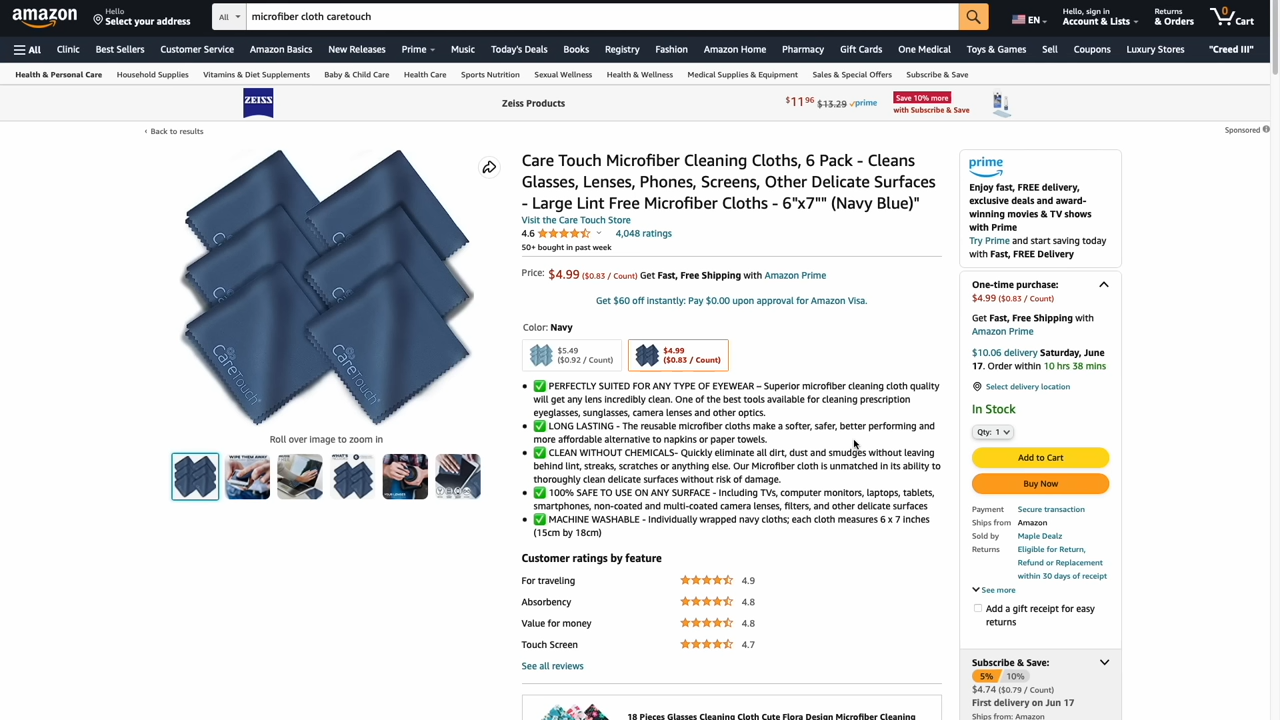 amazon
Hello
Select your address
All
microfiber cloth caretouch
EN
Hello, sign in
Account & Lists
Returns
& Orders
0
Cart
All
Clinic
Best Sellers
Customer Service
Amazon Basics
New Releases
Prime
Music
Today's Deals
Books
Registry
Fashion
Amazon Home
Pharmacy
Gift Cards
One Medical
Toys & Games
Sell
Coupons
Luxury Stores
"Creed III"
Health & Personal Care
Household Supplies
Vitamins & Diet Supplements
Baby & Child Care
Health Care
Sports Nutrition
Sexual Wellness
Health & Wellness
Medical Supplies & Equipment
Sales & Special Offers
Subscribe & Save
ZEISS
Zeiss Products
$11.96 $13.29 prime
Save 10% more
with Subscribe & Save
‹ Back to results
Sponsored
CareTouch
CareTouch
Roll over image to zoom in
Care Touch Microfiber Cleaning Cloths, 6 Pack - Cleans
Glasses, Lenses, Phones, Screens, Other Delicate Surfaces
- Large Lint Free Microfiber Cloths - 6"x7"" (Navy Blue)"
Visit the Care Touch Store
4.6
4,048 ratings
50+ bought in past week
Price: $4.99 ($0.83 / Count) Get Fast, Free Shipping with Amazon Prime
Get $60 off instantly: Pay $0.00 upon approval for Amazon Visa.
Color: Navy
$5.49
($0.92 / Count)
$4.99
($0.83 / Count)
• ✅ PERFECTLY SUITED FOR ANY TYPE OF EYEWEAR – Superior microfiber cleaning cloth quality
will get any lens incredibly clean. One of the best tools available for cleaning prescription
eyeglasses, sunglasses, camera lenses and other optics.
• ✅ LONG LASTING - The reusable microfiber cloths make a softer, safer, better performing and
more affordable alternative to napkins or paper towels.
• ✅ CLEAN WITHOUT CHEMICALS- Quickly eliminate all dirt, dust and smudges without leaving
behind lint, streaks, scratches or anything else. Our Microfiber cloth is unmatched in its ability to
thoroughly clean delicate surfaces without risk of damage.
• ✅ 100% SAFE TO USE ON ANY SURFACE - Including TVs, computer monitors, laptops, tablets,
smartphones, non-coated and multi-coated camera lenses, filters, and other delicate surfaces
• ✅ MACHINE WASHABLE - Individually wrapped navy cloths; each cloth measures 6 x 7 inches
(15cm by 18cm)
Customer ratings by feature
For traveling 4.9
Absorbency 4.8
Value for money 4.8
Touch Screen 4.7
See all reviews
18 Pieces Glasses Cleaning Cloth Cute Flora Design Microfiber Cleaning
prime
Enjoy fast, FREE delivery,
exclusive deals and award-
winning movies & TV shows
with Prime
Try Prime and start saving today
with Fast, FREE Delivery
One-time purchase:
$4.99 ($0.83 / Count)
Get Fast, Free Shipping with
Amazon Prime
$10.06 delivery Saturday, June
17. Order within 10 hrs 38 mins
Select delivery location
In Stock
Qty: 1
Add to Cart
Buy Now
Payment Secure transaction
Ships from Amazon
Sold by Maple Dealz
Returns Eligible for Return,
Refund or Replacement
within 30 days of receipt
See more
Add a gift receipt for easy
returns
Subscribe & Save:
5% 10%
$4.74 ($0.79 / Count)
First delivery on Jun 17
Ships from: Amazon